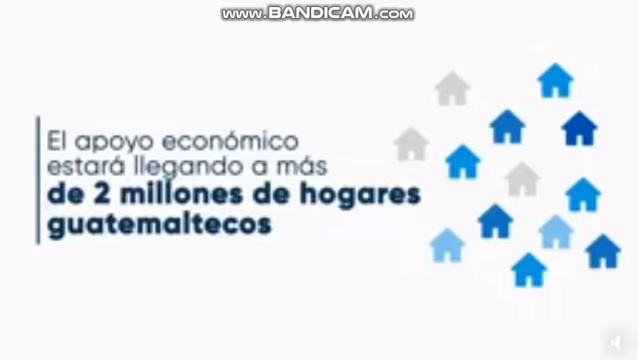 www.BANDICAM.com
El apoyo económico
estará llegando a más
de 2 millones de hogares
guatemaltecos